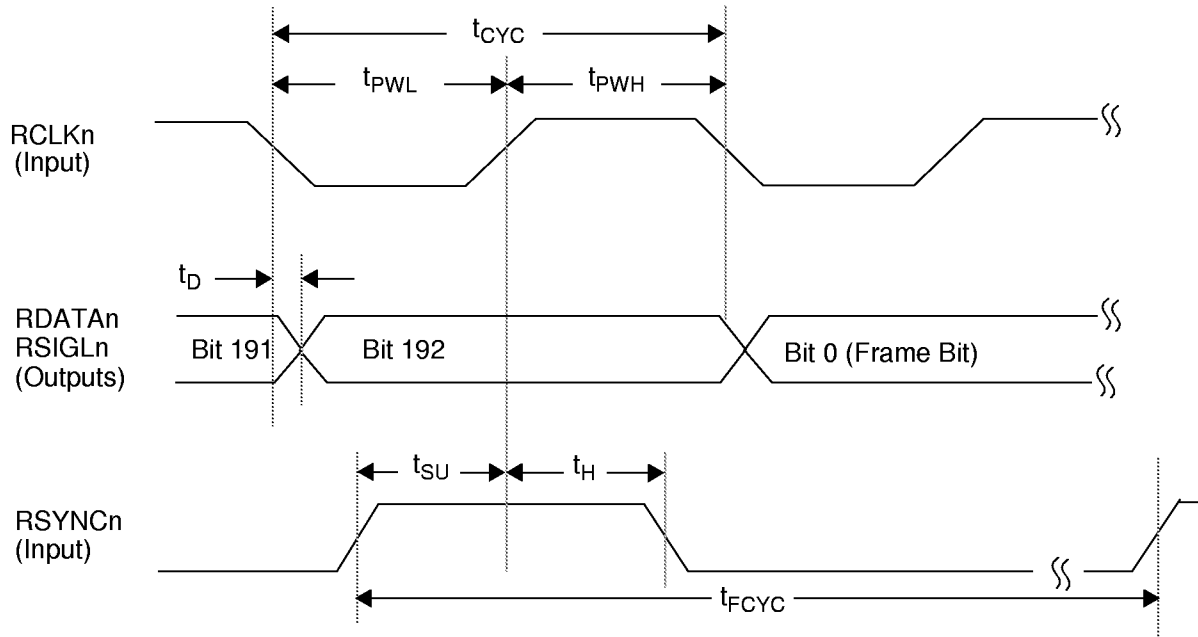 tCYC
tPWL
tPWH
RCLKn
(Input)
tD
RDATAn
RSIGLn
(Outputs)
Bit 191
Bit 192
Bit 0 (Frame Bit)
tSU
tH
RSYNCn
(Input)
tFCYC